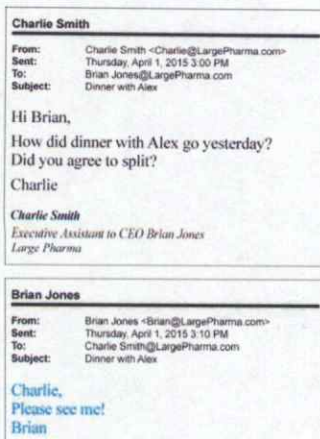 Charlie Smith
From: Charlie Smith <Charlie@LargePharma.com>
Sent: Thursday, April 1, 2015 3:00 PM
To: Brian Jones@LargePharma.com
Subject: Dinner with Alex
Hi Brian,
How did dinner with Alex go yesterday?
Did you agree to split?
Charlie
Charlie Smith
Executive Assistant to CEO Brian Jones
Large Pharma
Brian Jones
From: Brian Jones <Brian@LargePharma.com>
Sent: Thursday, April 1, 2015 3:10 PM
To: Charlie Smith@LargePharma.com
Subject: Dinner with Alex
Charlie,
Please see me!
Brian